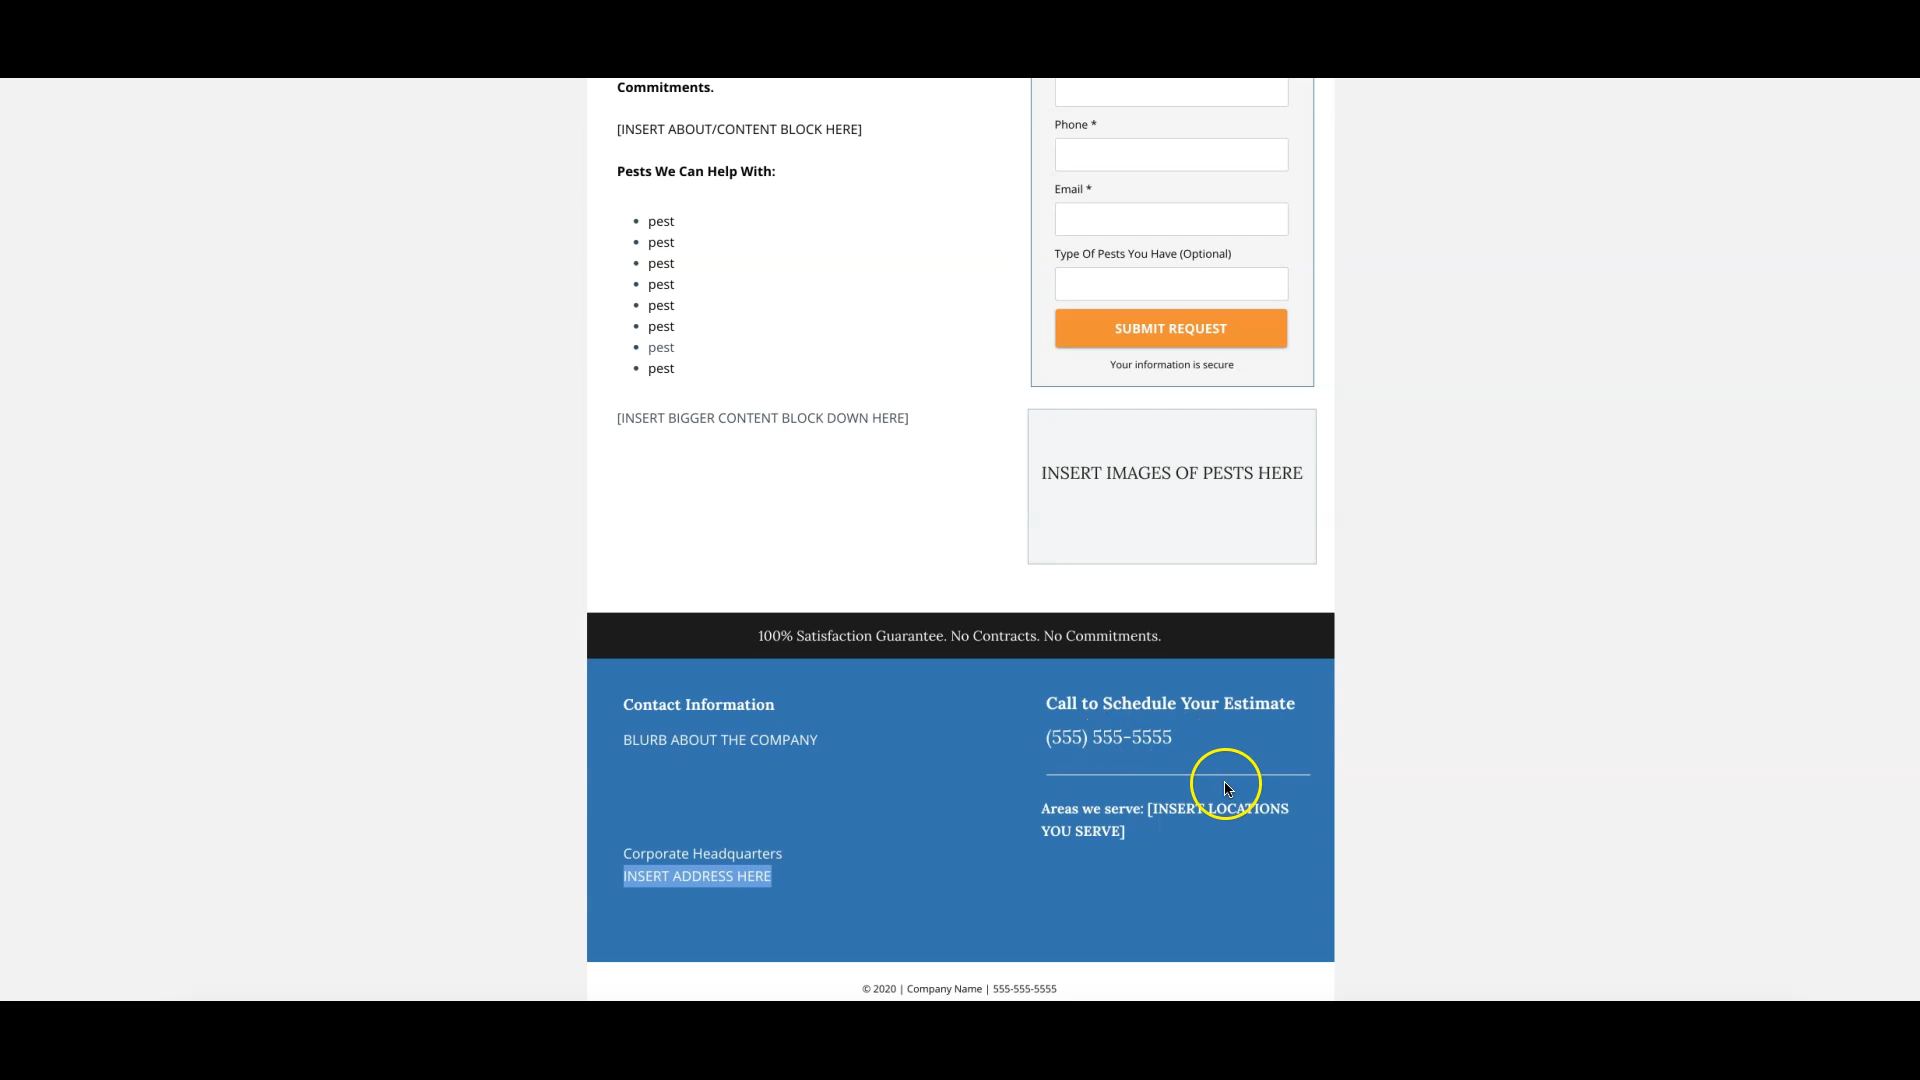 Commitments.
[INSERT ABOUT/CONTENT BLOCK HERE]
Pests We Can Help With:
• pest
• pest
• pest
• pest
• pest
• pest
• pest
• pest
[INSERT BIGGER CONTENT BLOCK DOWN HERE]
Phone *
Email *
Type Of Pests You Have (Optional)
SUBMIT REQUEST
Your information is secure
INSERT IMAGES OF PESTS HERE
100% Satisfaction Guarantee. No Contracts. No Commitments.
Contact Information
BLURB ABOUT THE COMPANY
Corporate Headquarters
INSERT ADDRESS HERE
Call to Schedule Your Estimate
(555) 555-5555
Areas we serve: [INSERT LOCATIONS
YOU SERVE]
© 2020 | Company Name | 555-555-5555